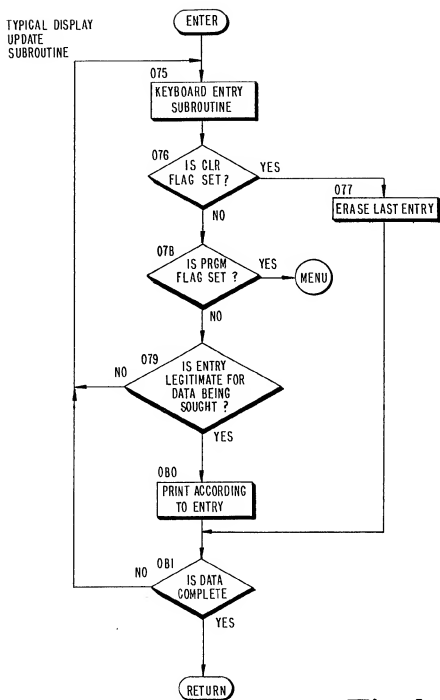 TYPICAL DISPLAY
UPDATE
SUBROUTINE
ENTER
075
KEYBOARD ENTRY
SUBROUTINE
076
IS CLR
FLAG SET?
YES
NO
077
ERASE LAST ENTRY
078
IS PRGM
FLAG SET ?
YES
MENU
NO
079
NO
IS ENTRY
LEGITIMATE FOR
DATA BEING
SOUGHT ?
YES
080
PRINT ACCORDING
TO ENTRY
NO
081
IS DATA
COMPLETE
YES
RETURN